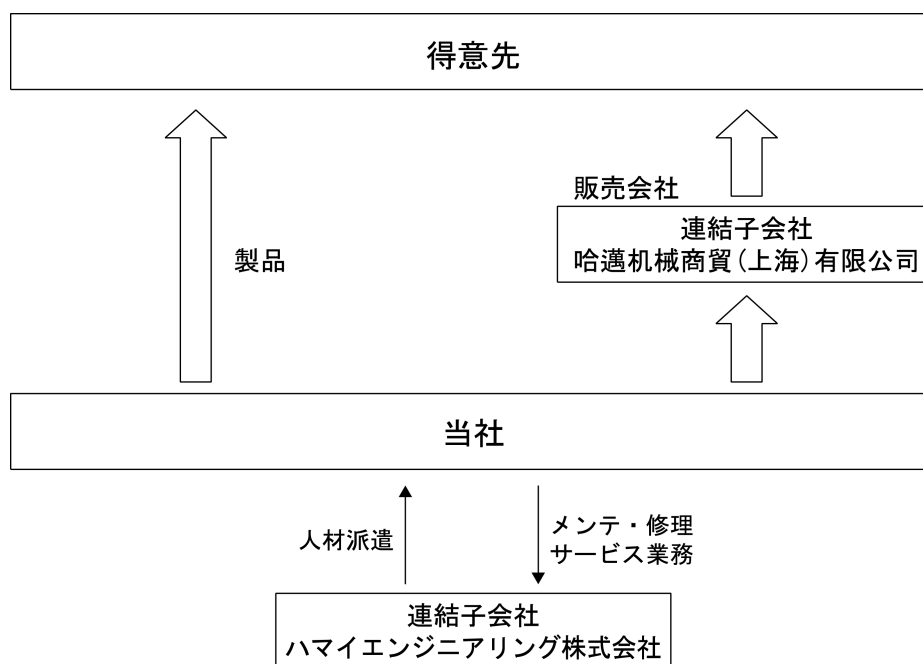 得意先
販売会社
連結子会社
哈邁机械商貿(上海)有限公司
製品
当社
人材派遣
メンテ・修理
サービス業務
連結子会社
ハマイエンジニアリング株式会社